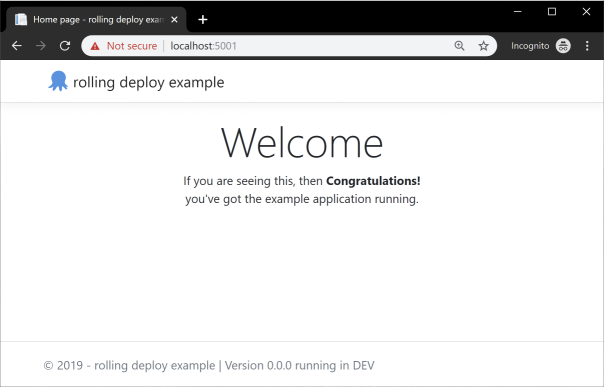 Home page - rolling deploy exam
Not secure | localhost:5001
Incognito
rolling deploy example
Welcome
If you are seeing this, then Congratulations!
you've got the example application running.
© 2019 - rolling deploy example | Version 0.0.0 running in DEV